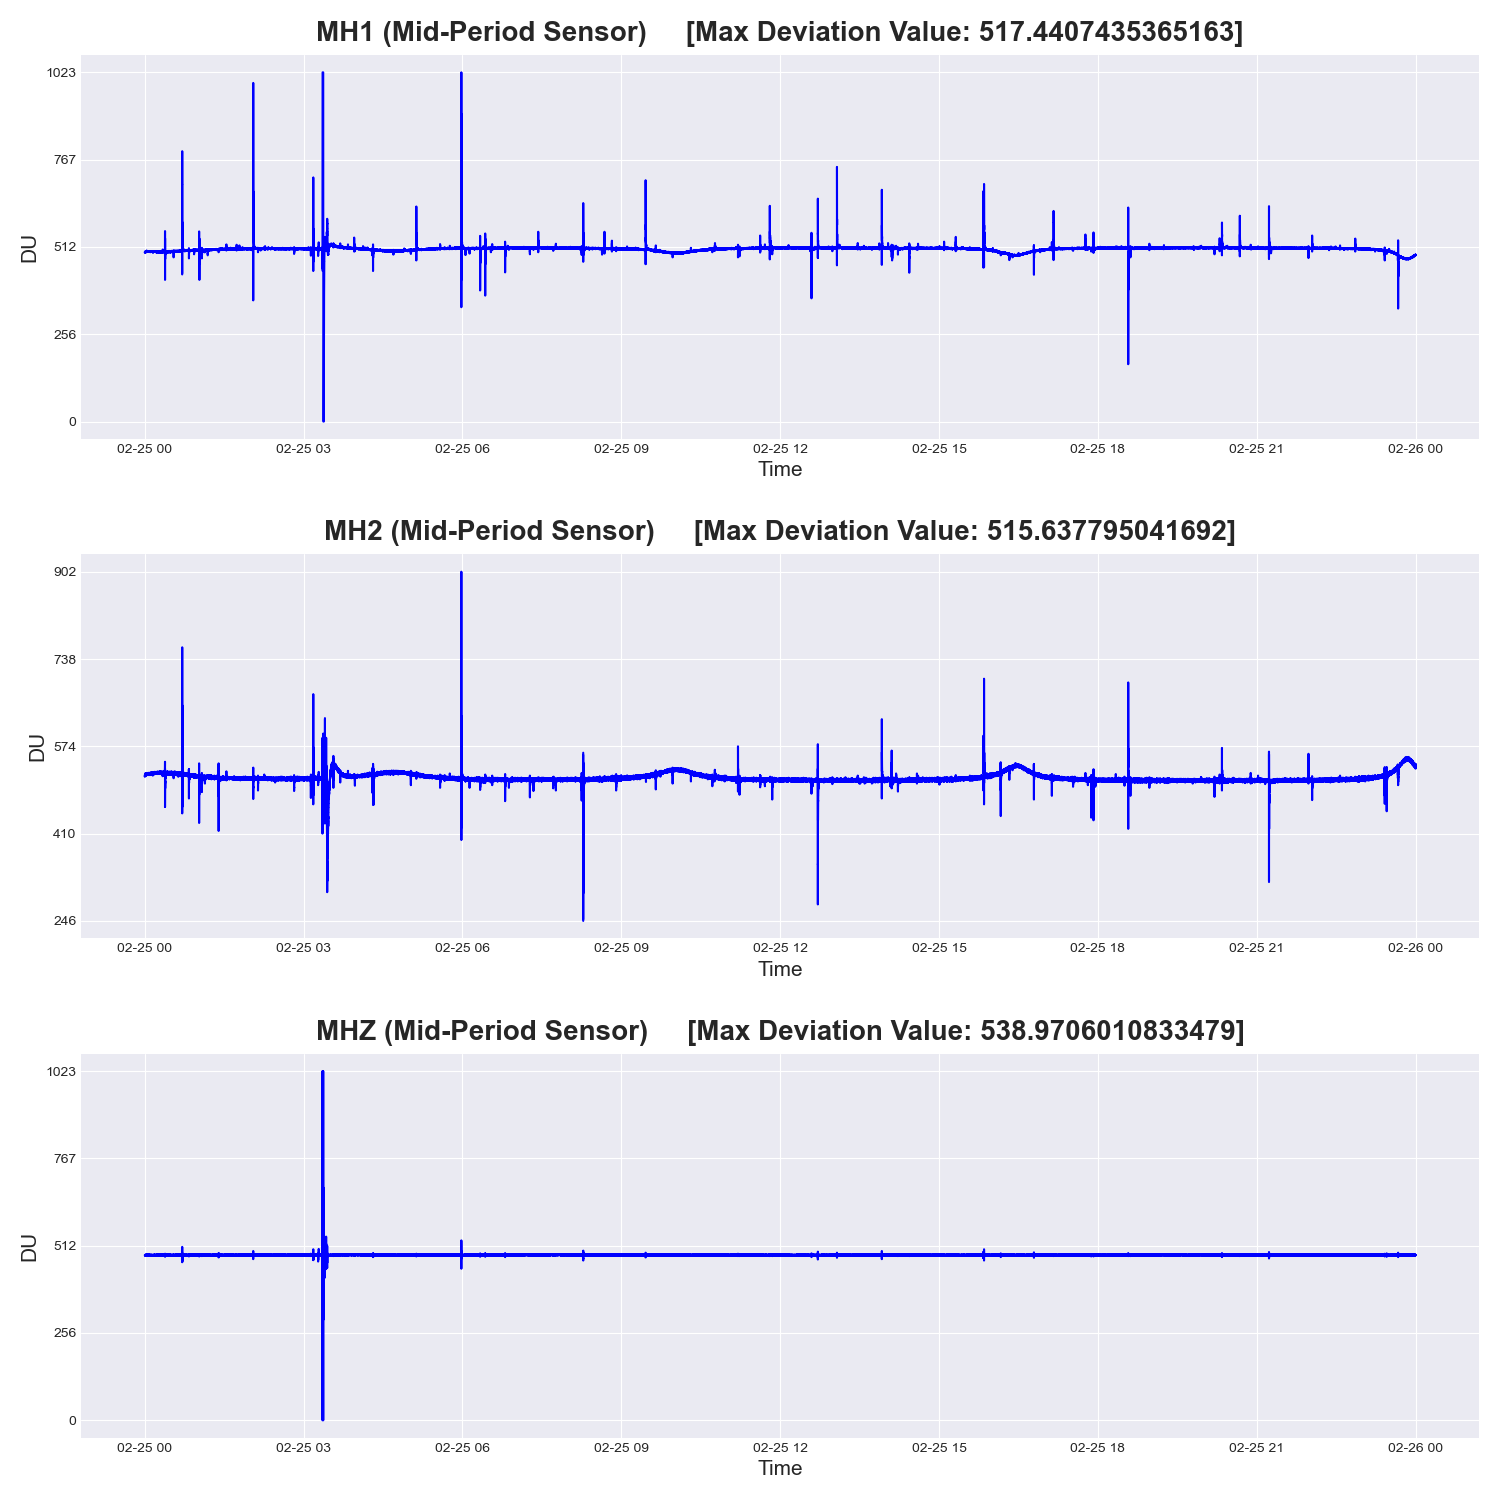 MH1 (Mid-Period Sensor) [Max Deviation Value: 517.4407435365163]
1023
767
512
256
0
DU
02-25 00 02-25 03 02-25 06 02-25 09 02-25 12 02-25 15 02-25 18 02-25 21 02-26 00
Time
MH2 (Mid-Period Sensor) [Max Deviation Value: 515.637795041692]
902
738
574
410
246
DU
02-25 00 02-25 03 02-25 06 02-25 09 02-25 12 02-25 15 02-25 18 02-25 21 02-26 00
Time
MHZ (Mid-Period Sensor) [Max Deviation Value: 538.9706010833479]
1023
767
512
256
0
DU
02-25 00 02-25 03 02-25 06 02-25 09 02-25 12 02-25 15 02-25 18 02-25 21 02-26 00
Time